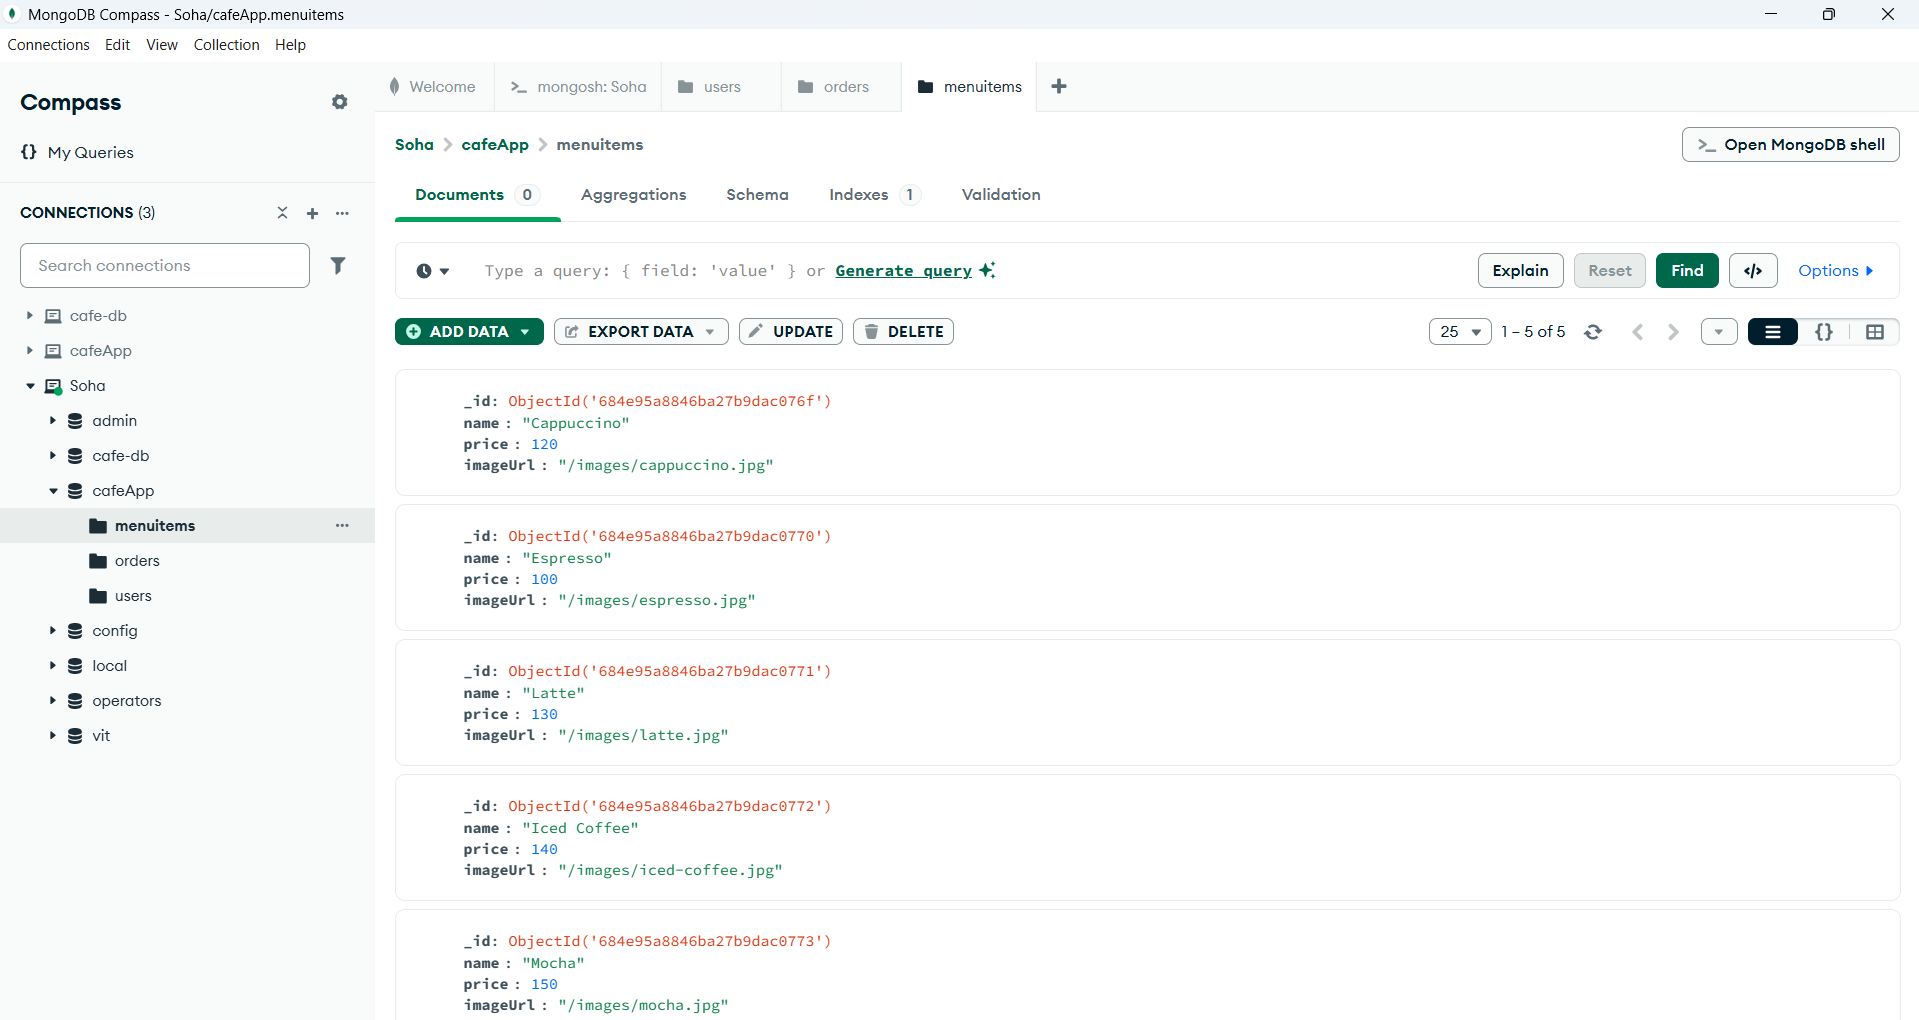 MongoDB Compass - Soha/cafeApp.menuitems
Connections Edit View Collection Help
Compass
{} My Queries
CONNECTIONS (3)
Search connections
cafe-db
cafeApp
Soha
admin
cafe-db
cafeApp
menuitems
orders
users
config
local
operators
vit
Welcome >_ mongosh: Soha users orders menuitems +
Soha > cafeApp > menuitems
>_ Open MongoDB shell
Documents 0 Aggregations Schema Indexes 1 Validation
Type a query: { field: 'value' } or Generate query
Explain Reset Find </> Options
ADD DATA EXPORT DATA UPDATE DELETE
25 1 – 5 of 5 {}
_id: ObjectId('684e95a8846ba27b9dac076f')
name : "Cappuccino"
price : 120
imageUrl : "/images/cappuccino.jpg"
_id: ObjectId('684e95a8846ba27b9dac0770')
name : "Espresso"
price : 100
imageUrl : "/images/espresso.jpg"
_id: ObjectId('684e95a8846ba27b9dac0771')
name : "Latte"
price : 130
imageUrl : "/images/latte.jpg"
_id: ObjectId('684e95a8846ba27b9dac0772')
name : "Iced Coffee"
price : 140
imageUrl : "/images/iced-coffee.jpg"
_id: ObjectId('684e95a8846ba27b9dac0773')
name : "Mocha"
price : 150
imageUrl : "/images/mocha.jpg"